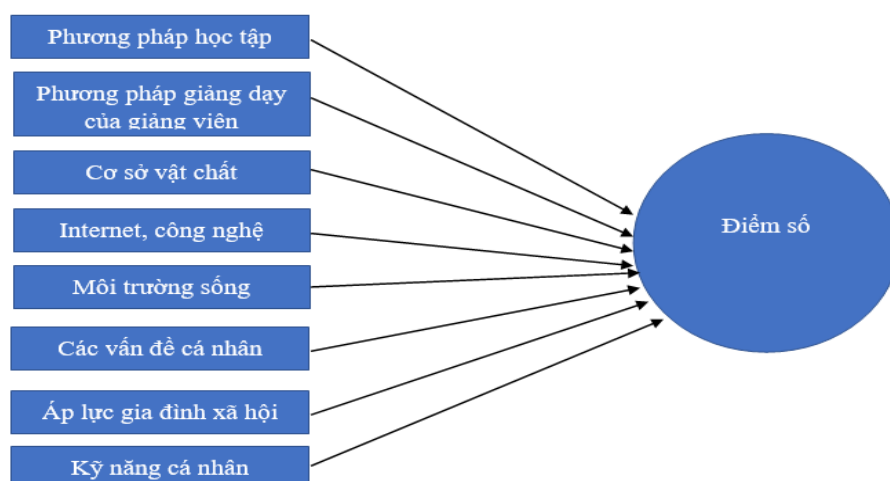 Phương pháp học tập
Phương pháp giảng dạy
của giảng viên
Cơ sở vật chất
Internet, công nghệ
Môi trường sống
Các vấn đề cá nhân
Áp lực gia đình xã hội
Kỹ năng cá nhân
Điểm số